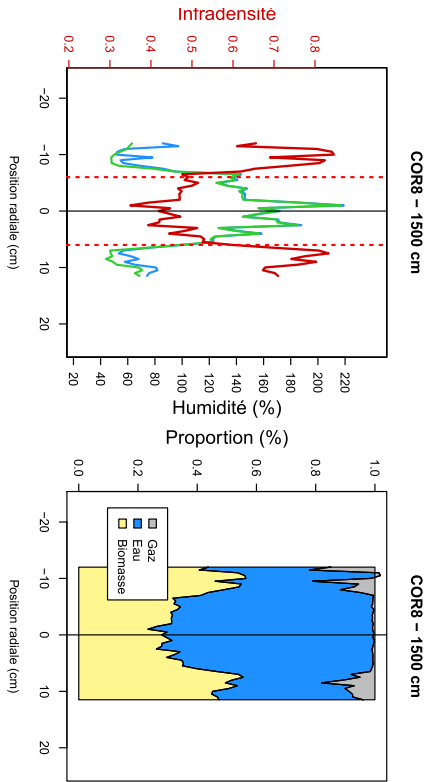 COR8 − 1500 cm
Infradensité
0.2 0.3 0.4 0.5 0.6 0.7 0.8
−20 −10 0 10 20
Position radiale (cm)
20 40 60 80 100 120 140 160 180 200 220
Humidité (%)
COR8 − 1500 cm
Proportion (%)
0.0 0.2 0.4 0.6 0.8 1.0
−20 −10 0 10 20
Position radiale (cm)
Gaz
Eau
Biomasse